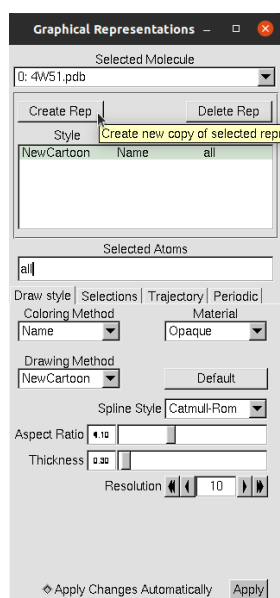 Graphical Representations –
Selected Molecule
0: 4W51.pdb
Create Rep Delete Rep
Style
Create new copy of selected repr
NewCartoon Name all
Selected Atoms
all
Draw style Selections Trajectory Periodic
Coloring Method Material
Name Opaque
Drawing Method
NewCartoon Default
Spline Style Catmull-Rom
Aspect Ratio 4.10
Thickness 0.30
Resolution 10
Apply Changes Automatically Apply